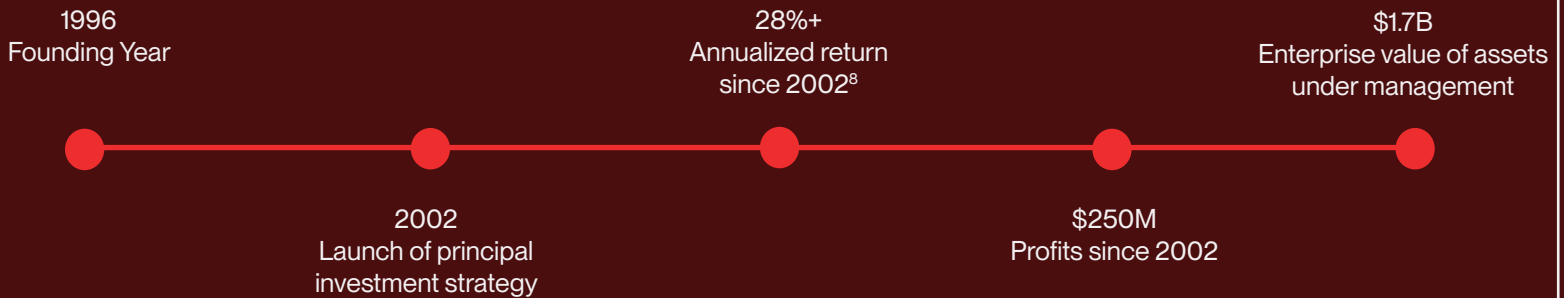 1996
Founding Year
2002
Launch of principal
investment strategy
28%+
Annualized return
since 2002⁸
$250M
Profits since 2002
$1.7B
Enterprise value of assets
under management